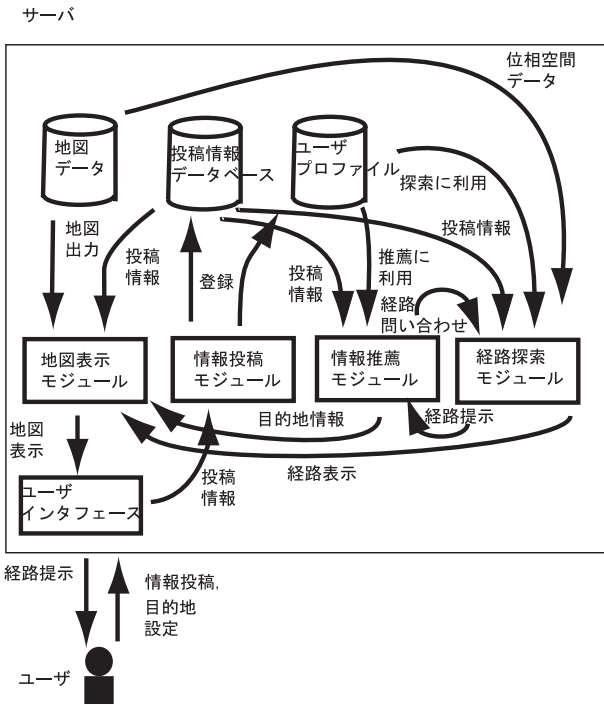 サーバ
位相空間
データ
地図
データ
投稿情報
データベース
ユーザ
プロファイル
探索に利用
地図
出力
投稿
情報
登録
投稿
情報
推薦に
利用
投稿情報
経路
問い合わせ
地図表示
モジュール
情報投稿
モジュール
情報推薦
モジュール
経路探索
モジュール
地図
表示
目的地情報
経路提示
経路表示
投稿
情報
ユーザ
インタフェース
経路提示
情報投稿,
目的地
設定
ユーザ